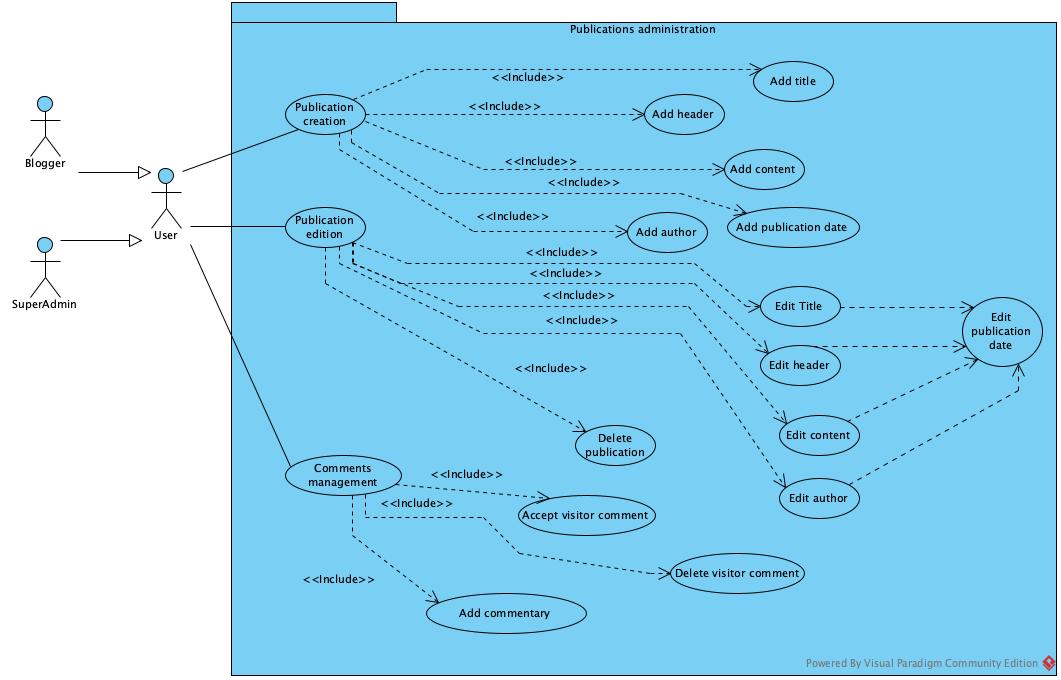 Publications administration
<<Include>>
Add title
Publication
creation
<<Include>>
Add header
Blogger
<<Include>>
Add content
<<Include>>
User
Publication
edition
<<Include>>
Add author
Add publication date
SuperAdmin
<<Include>>
<<Include>>
<<Include>>
<<Include>>
Edit Title
Edit
publication
date
Edit header
<<Include>>
Delete
publication
Edit content
Comments
management
<<Include>>
<<Include>>
Edit author
Accept visitor comment
Delete visitor comment
<<Include>>
Add commentary
Powered By Visual Paradigm Community Edition